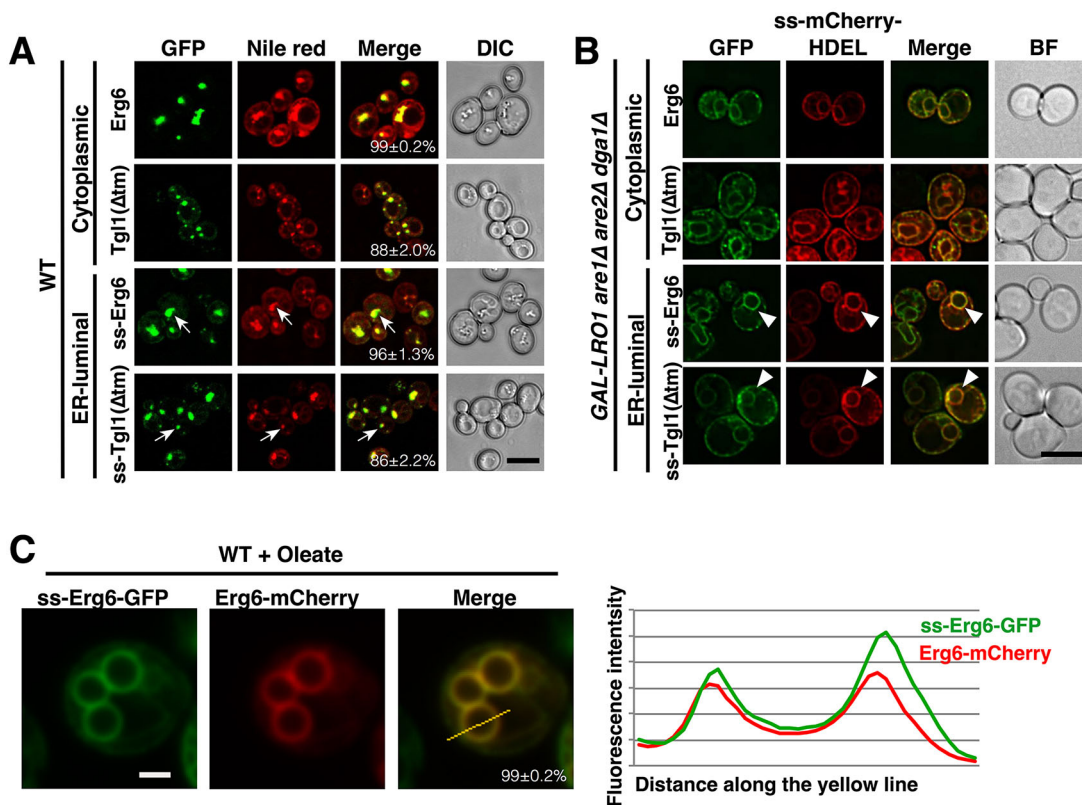 A
GFP
Nile red
Merge
DIC
WT
Cytoplasmic
ER-luminal
Erg6
99±0.2%
Tgl1(Δtm)
88±2.0%
ss-Erg6
96±1.3%
ss-Tgl1(Δtm)
86±2.2%
B
ss-mCherry-
GFP
HDEL
Merge
BF
GAL-LRO1 are1Δ are2Δ dga1Δ
Cytoplasmic
ER-luminal
Erg6
Tgl1(Δtm)
ss-Erg6
ss-Tgl1(Δtm)
C
WT + Oleate
ss-Erg6-GFP
Erg6-mCherry
Merge
99±0.2%
Fluorescence intentsity
ss-Erg6-GFP
Erg6-mCherry
Distance along the yellow line